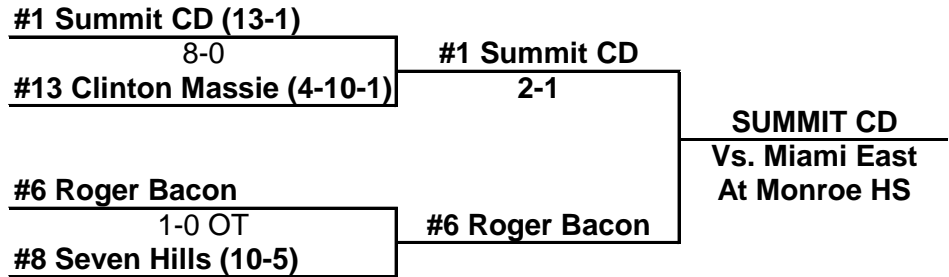 #1 Summit CD (13-1)
8-0
#13 Clinton Massie (4-10-1)
#1 Summit CD
2-1
SUMMIT CD
Vs. Miami East
At Monroe HS
#6 Roger Bacon
1-0 OT
#8 Seven Hills (10-5)
#6 Roger Bacon